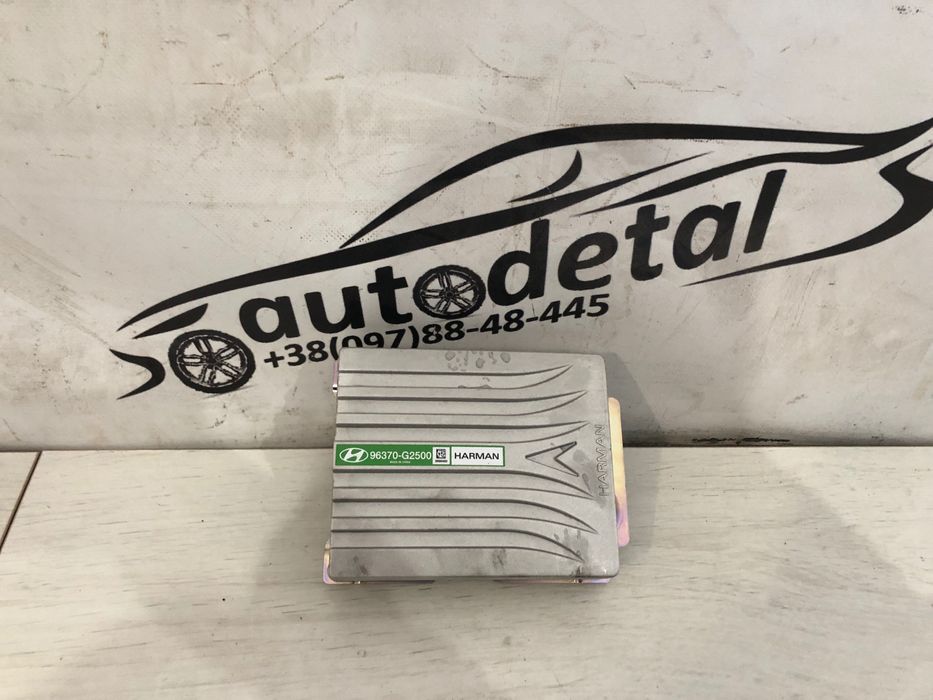 autodetal
+38(097)88-48-445
96370-G2500
HARMAN
HARMAN